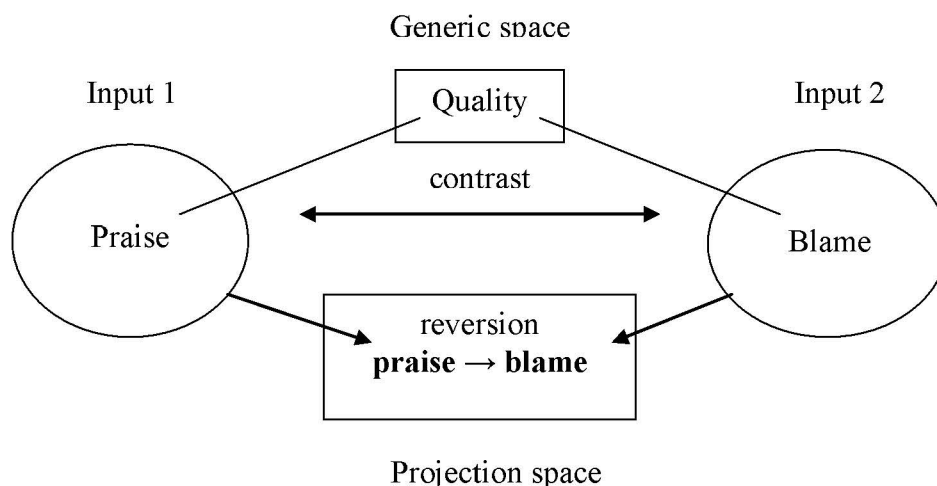 Generic space
Input 1
Quality
Input 2
contrast
Praise
Blame
reversion
praise → blame
Projection space